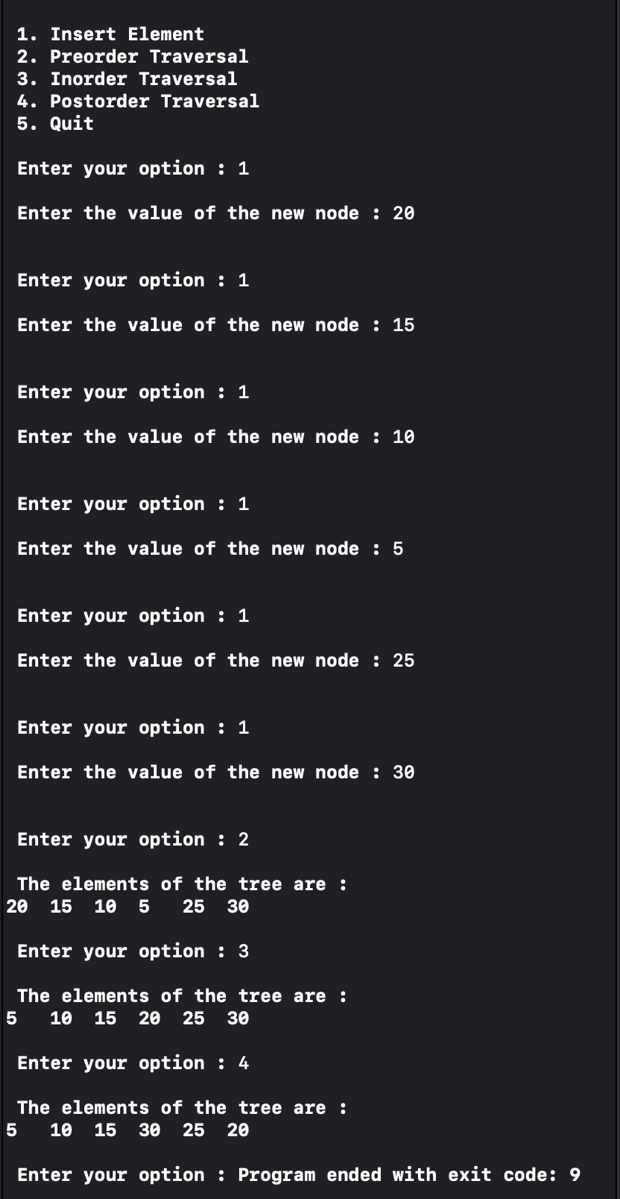 1. Insert Element
2. Preorder Traversal
3. Inorder Traversal
4. Postorder Traversal
5. Quit
Enter your option : 1
Enter the value of the new node : 20
Enter your option : 1
Enter the value of the new node : 15
Enter your option : 1
Enter the value of the new node : 10
Enter your option : 1
Enter the value of the new node : 5
Enter your option : 1
Enter the value of the new node : 25
Enter your option : 1
Enter the value of the new node : 30
Enter your option : 2
The elements of the tree are :
20  15  10  5   25  30
Enter your option : 3
The elements of the tree are :
5   10  15  20  25  30
Enter your option : 4
The elements of the tree are :
5   10  15  30  25  20
Enter your option : Program ended with exit code: 9